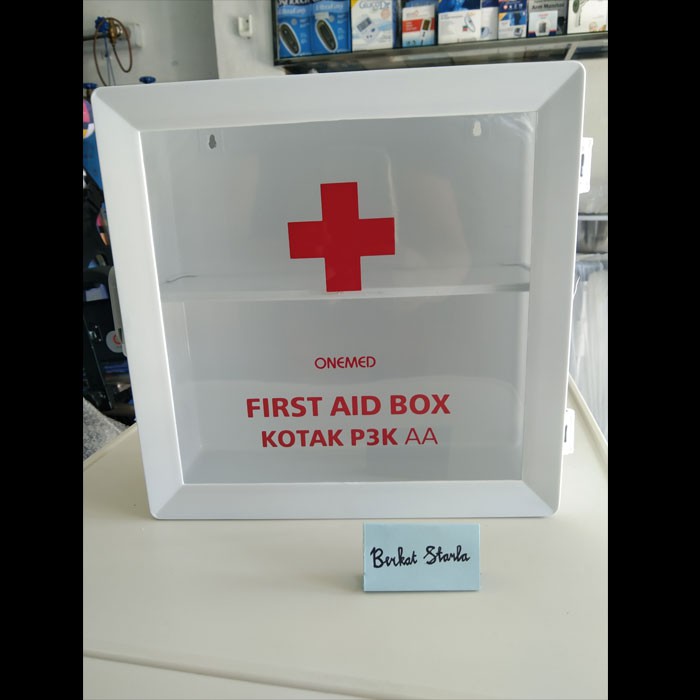 ONEMED
FIRST AID BOX
KOTAK P3K AA
Berkat Starla